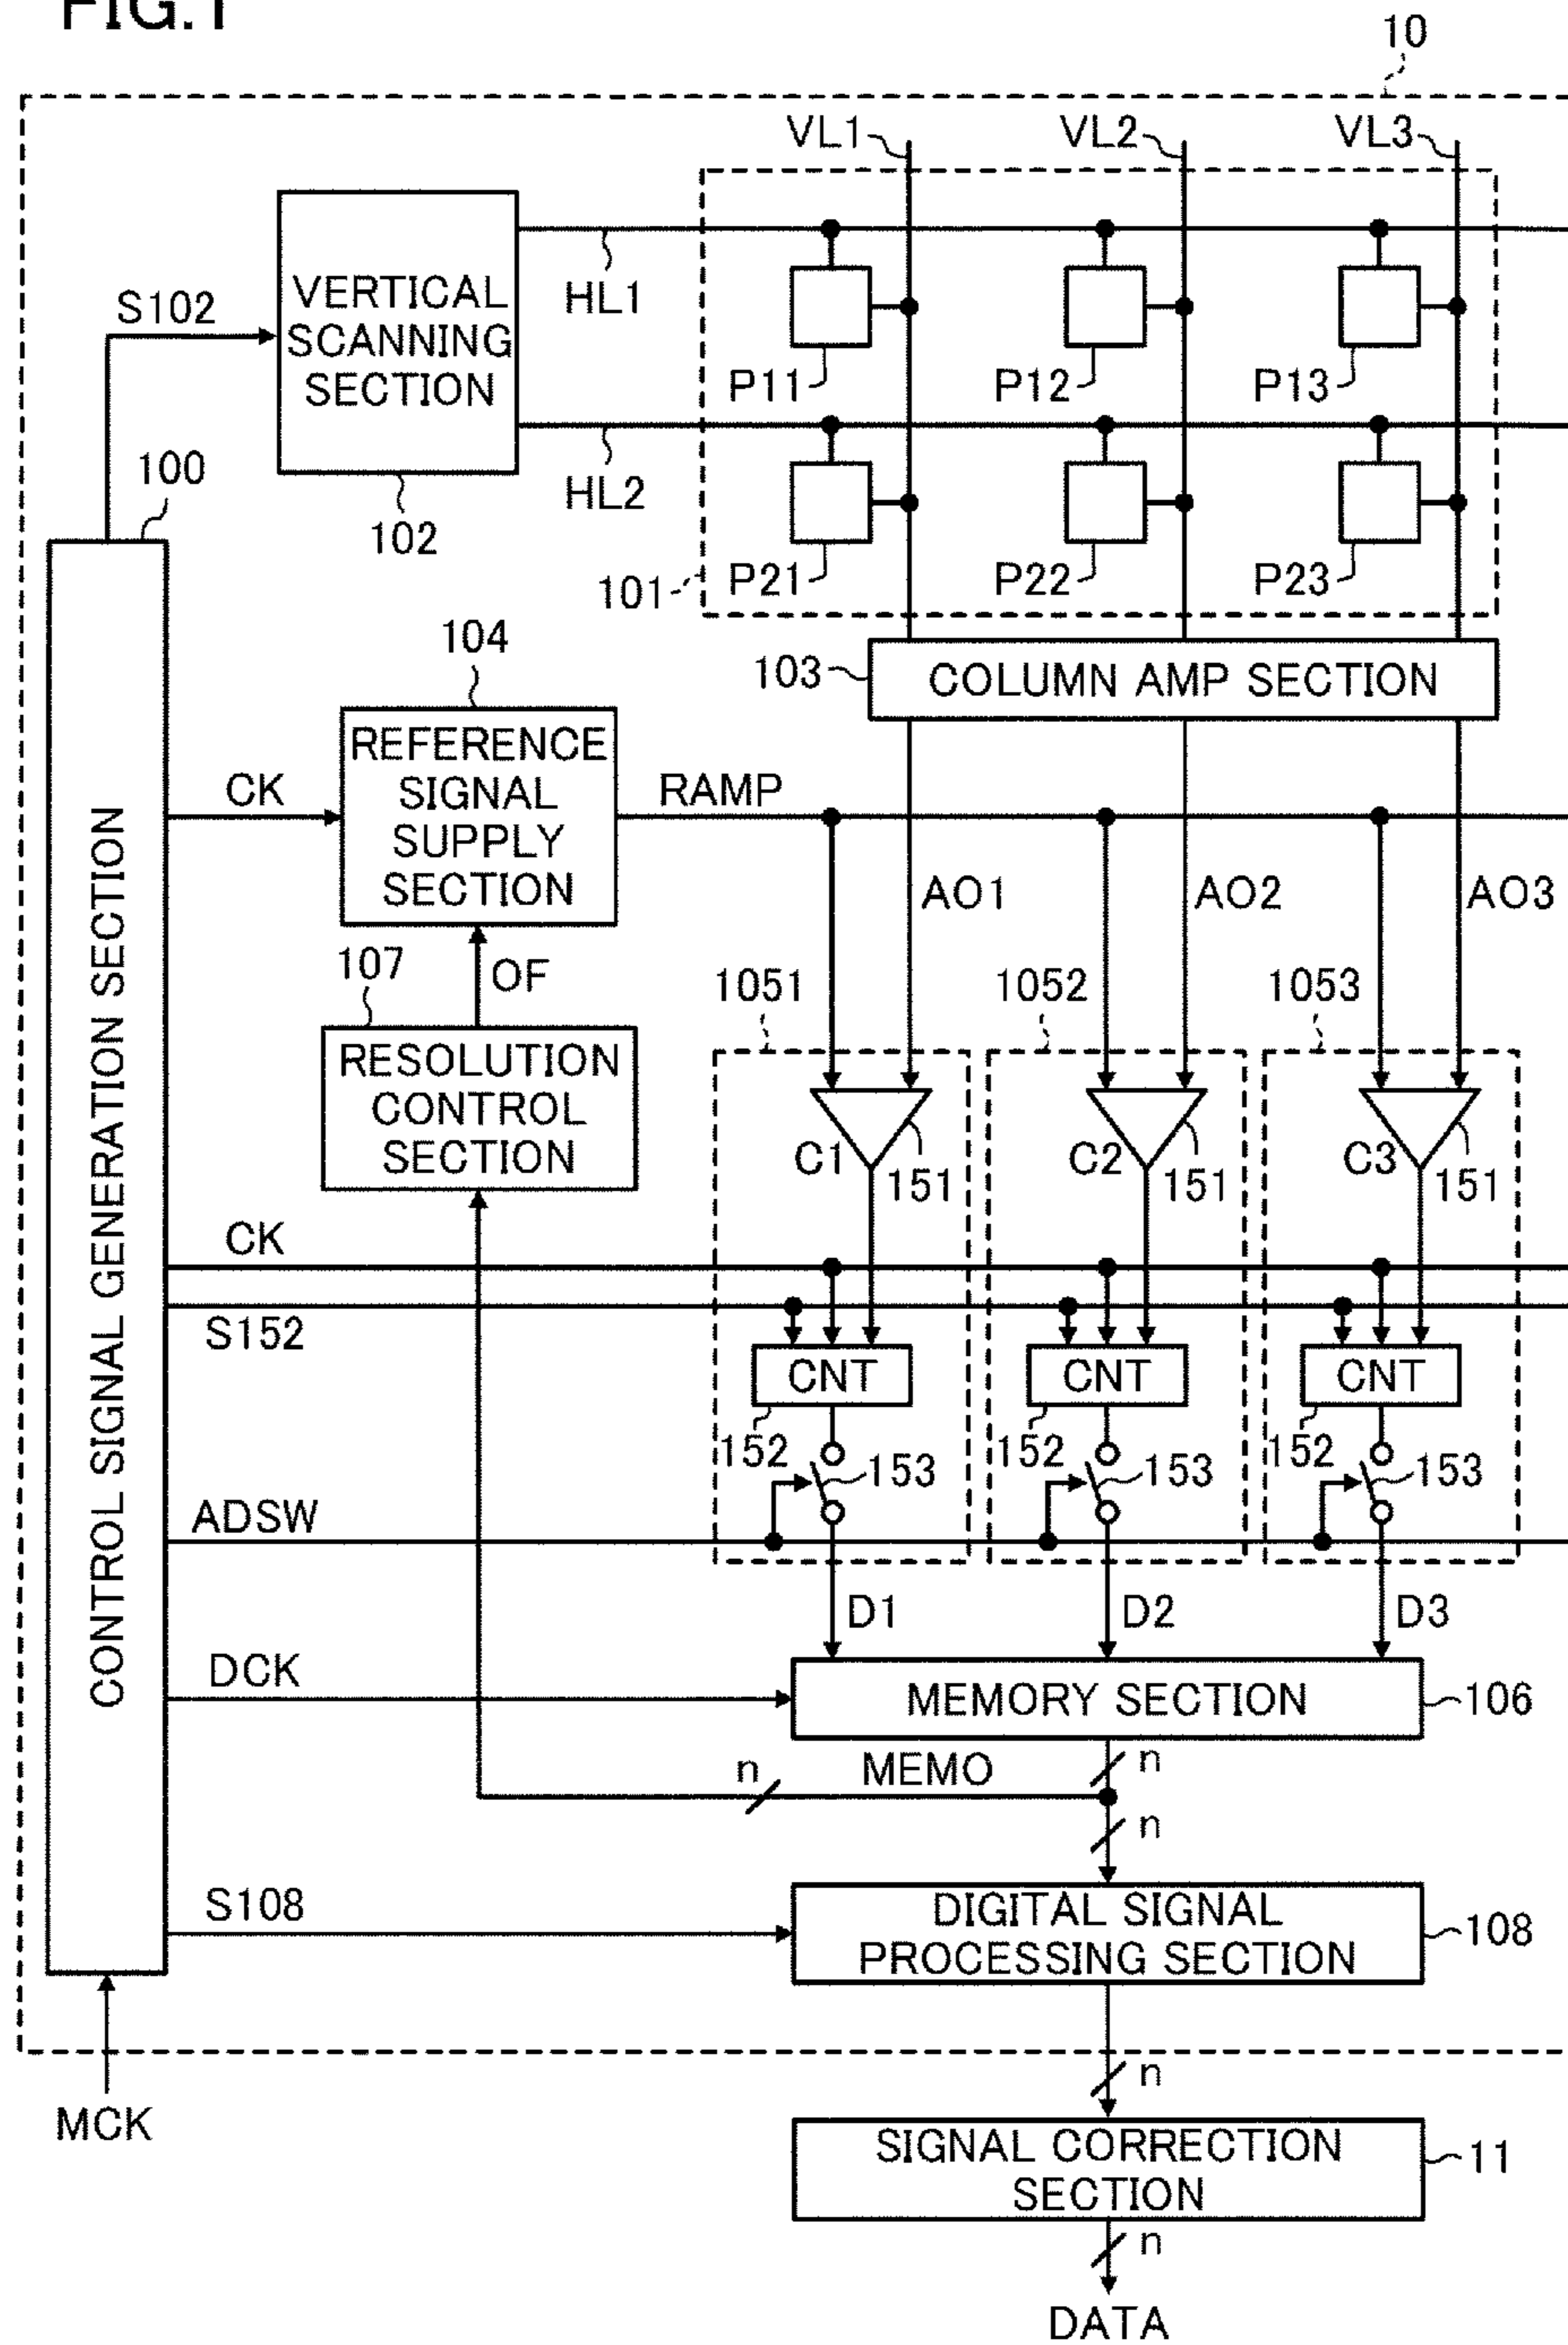 FIG.1
10
VL1
VL2
VL3
VERTICAL
SCANNING
SECTION
S102
HL1
HL2
102
P11
P12
P13
P21
P22
P23
101
100
CONTROL SIGNAL GENERATION SECTION
103
COLUMN AMP SECTION
104
REFERENCE
SIGNAL
SUPPLY
SECTION
CK
RAMP
AO1
AO2
AO3
107
OF
RESOLUTION
CONTROL
SECTION
1051
1052
1053
C1
151
C2
151
C3
151
CK
S152
CNT
CNT
CNT
152
153
152
153
152
153
ADSW
D1
D2
D3
DCK
MEMORY SECTION
106
n
MEMO
n
n
S108
DIGITAL SIGNAL
PROCESSING SECTION
108
MCK
n
SIGNAL CORRECTION
SECTION
11
n
DATA